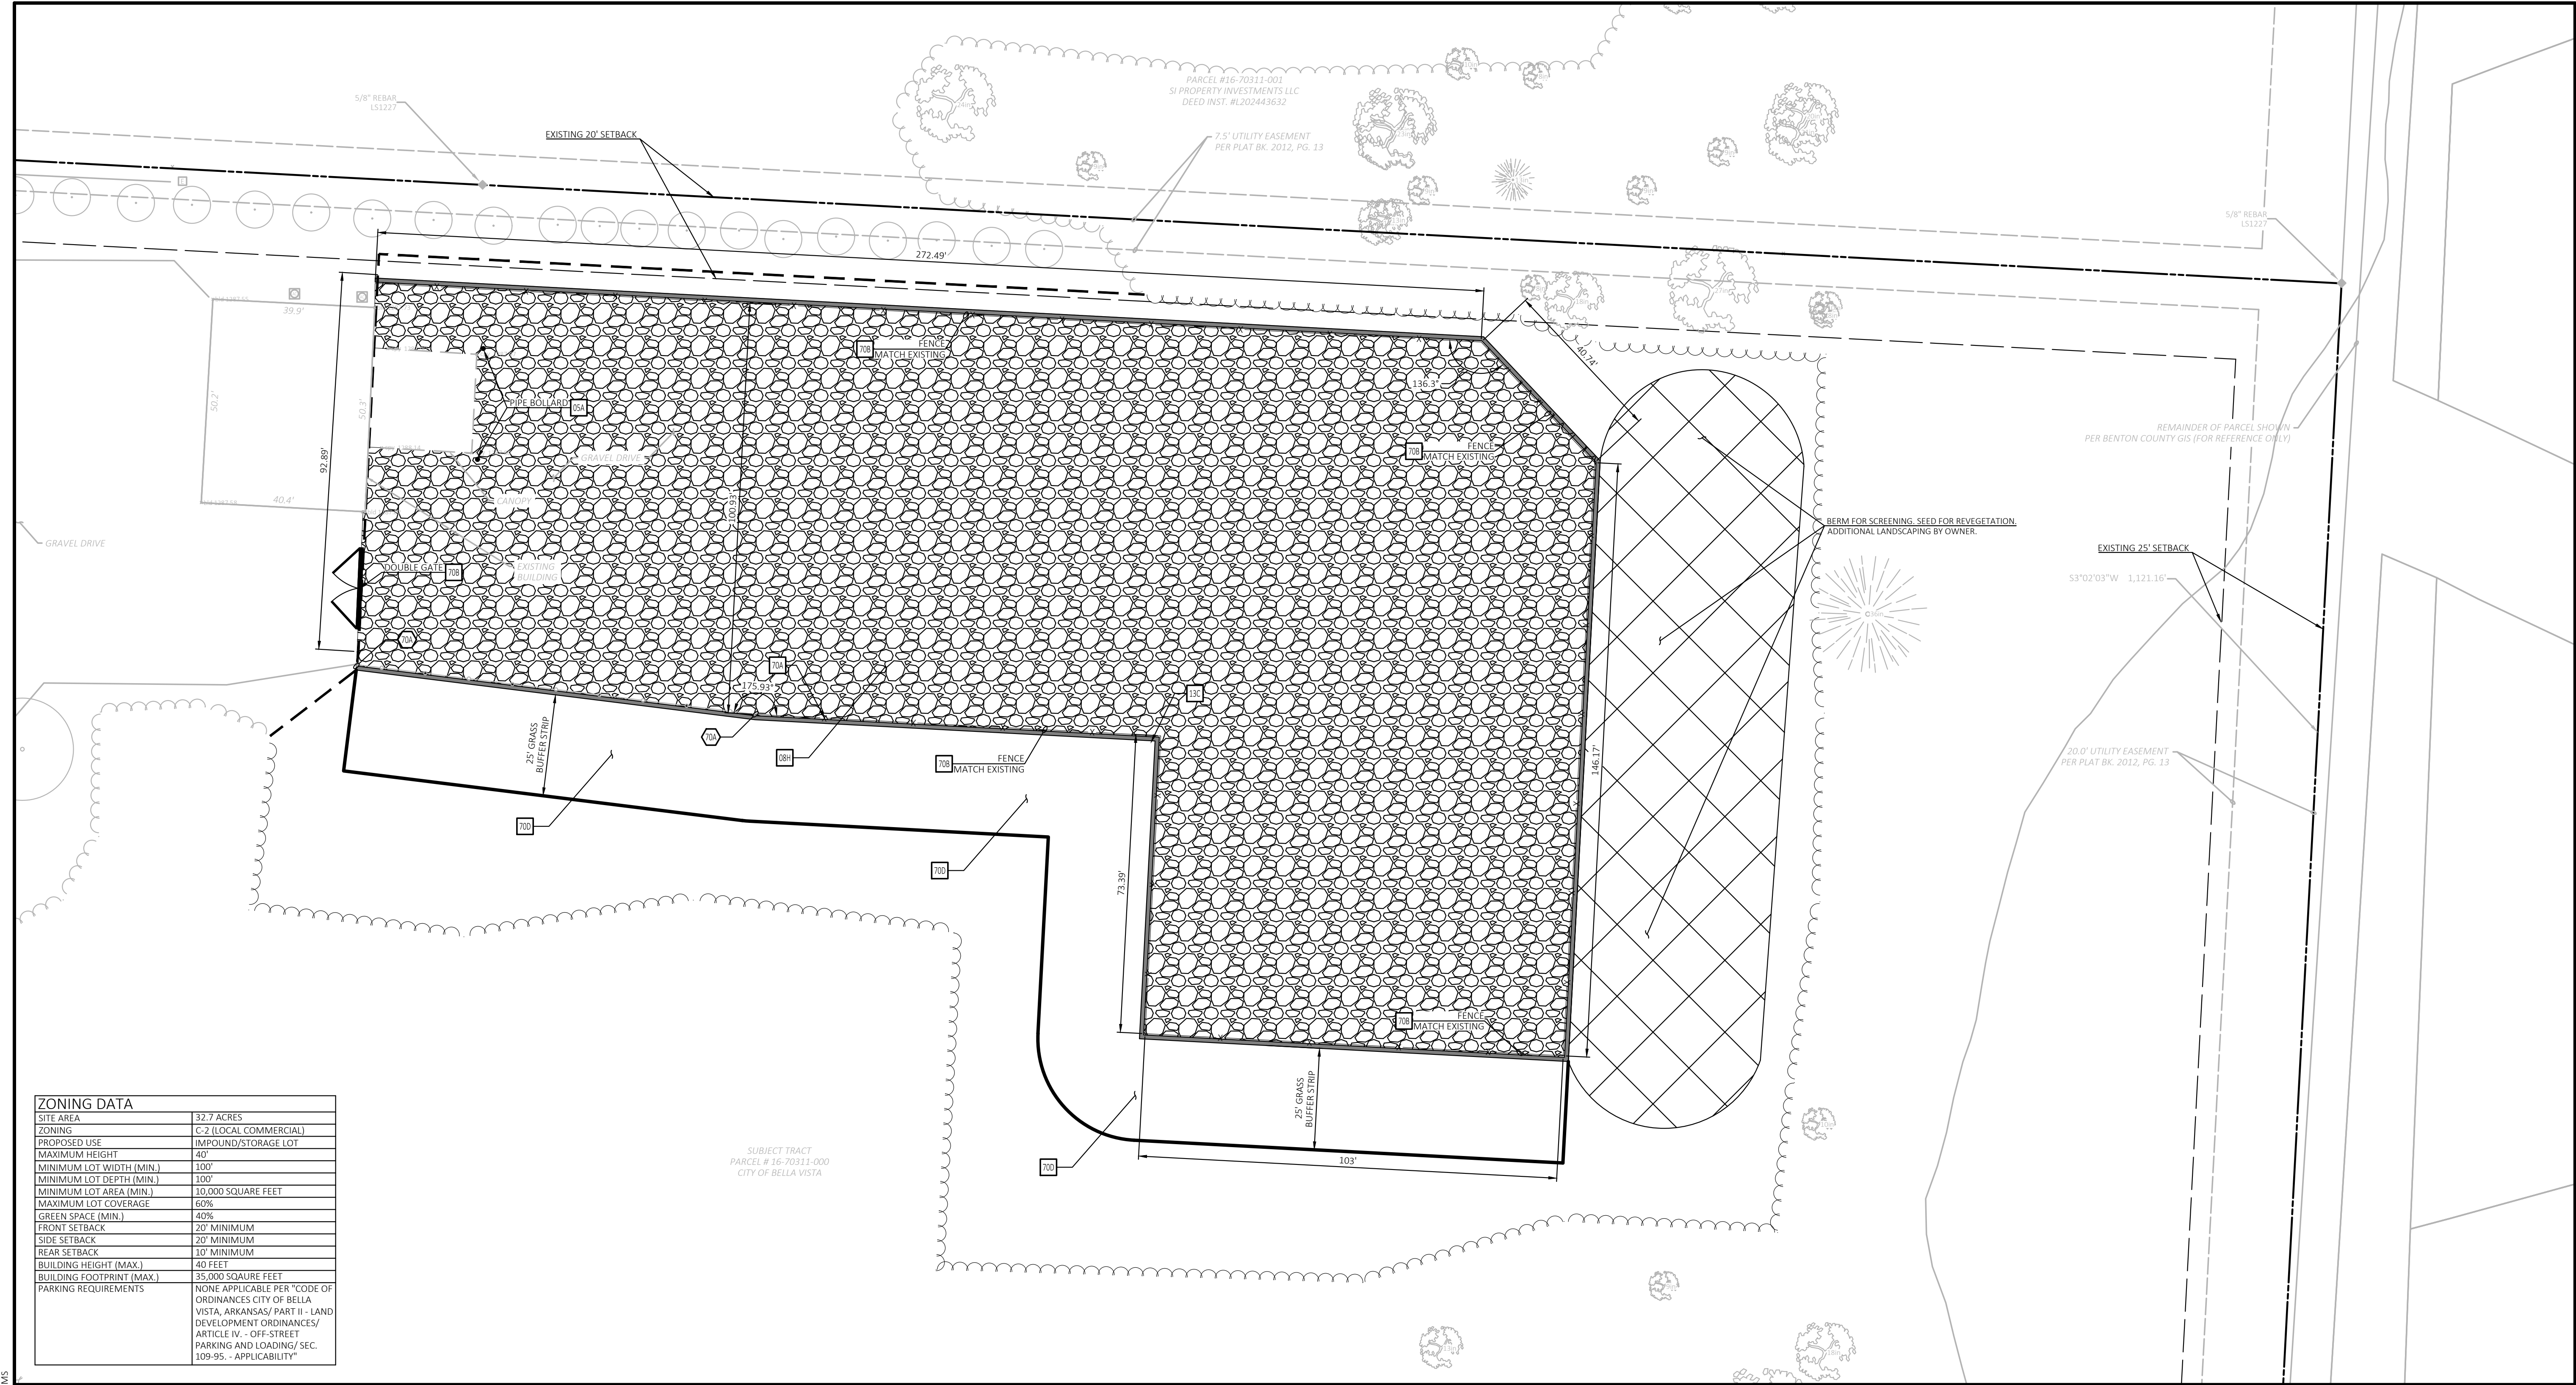 PARCEL #16-70311-001
SI PROPERTY INVESTMENTS LLC
DEED INST. #L202443632
5/8" REBAR
LS1227
EXISTING 20' SETBACK
7.5' UTILITY EASEMENT
PER PLAT BK. 2012, PG. 13
5/8" REBAR
LS1227
272.49'
39.9'
50.2'
50.3'
40.4'
92.89'
100.93'
70B
FENCE
MATCH EXISTING
PIPE BOLLARD
05A
GRAVEL DRIVE
CANOPY
EXISTING
BUILDING
GRAVEL DRIVE
DOUBLE GATE
70B
70A
136.3°
40.74'
70B
FENCE
MATCH EXISTING
REMAINDER OF PARCEL SHOWN
PER BENTON COUNTY GIS (FOR REFERENCE ONLY)
BERM FOR SCREENING. SEED FOR REVEGETATION.
ADDITIONAL LANDSCAPING BY OWNER.
EXISTING 25' SETBACK
S3°02'03"W 1,121.16'
20.0' UTILITY EASEMENT
PER PLAT BK. 2012, PG. 13
70A
175.93°
70A
08H
13C
25' GRASS
BUFFER STRIP
70B
FENCE
MATCH EXISTING
146.17'
73.39'
70D
70D
70B
FENCE
MATCH EXISTING
25' GRASS
BUFFER STRIP
103'
70D
SUBJECT TRACT
PARCEL # 16-70311-000
CITY OF BELLA VISTA
ZONING DATA
SITE AREA 32.7 ACRES
ZONING C-2 (LOCAL COMMERCIAL)
PROPOSED USE IMPOUND/STORAGE LOT
MAXIMUM HEIGHT 40'
MINIMUM LOT WIDTH (MIN.) 100'
MINIMUM LOT DEPTH (MIN.) 100'
MINIMUM LOT AREA (MIN.) 10,000 SQUARE FEET
MAXIMUM LOT COVERAGE 60%
GREEN SPACE (MIN.) 40%
FRONT SETBACK 20' MINIMUM
SIDE SETBACK 20' MINIMUM
REAR SETBACK 10' MINIMUM
BUILDING HEIGHT (MAX.) 40 FEET
BUILDING FOOTPRINT (MAX.) 35,000 SQAURE FEET
PARKING REQUIREMENTS NONE APPLICABLE PER "CODE OF
ORDINANCES CITY OF BELLA
VISTA, ARKANSAS/ PART II - LAND
DEVELOPMENT ORDINANCES/
ARTICLE IV. - OFF-STREET
PARKING AND LOADING/ SEC.
109-95. - APPLICABILITY"
MS